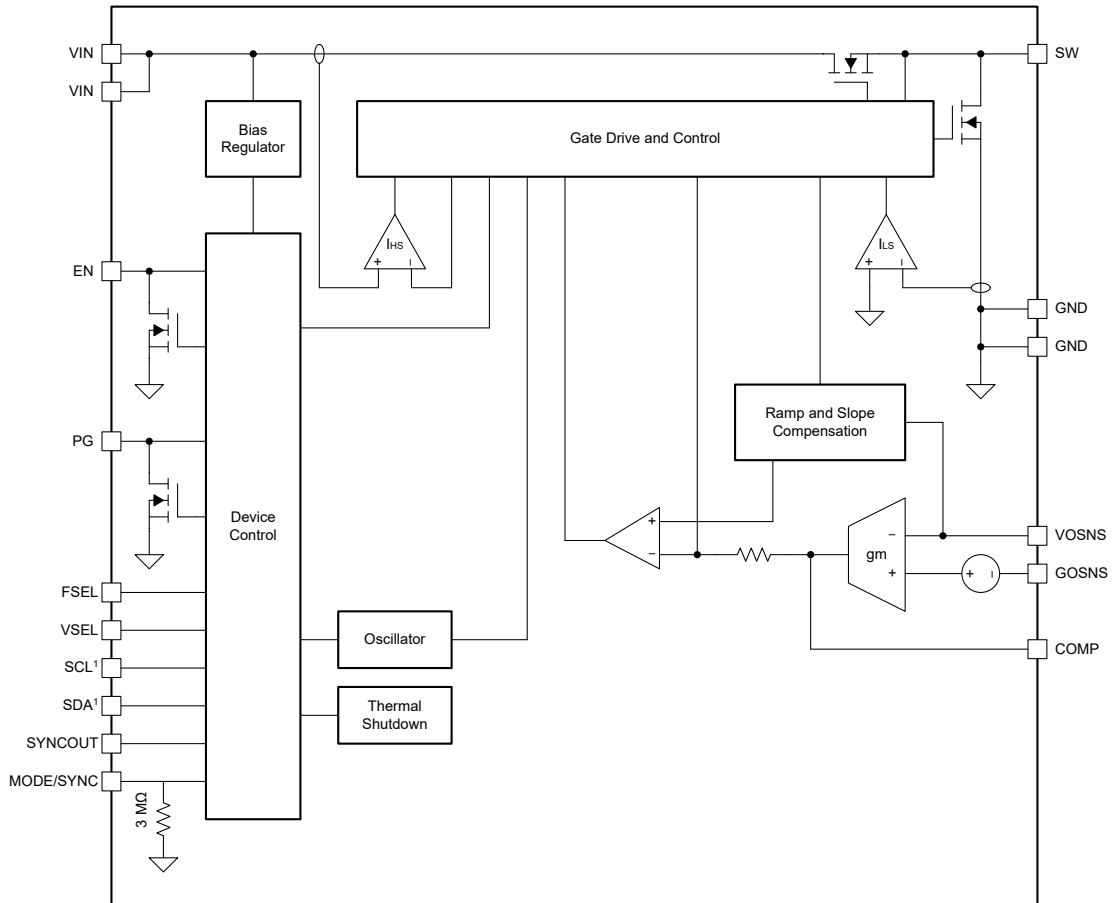 VIN
SW
VIN
Bias
Regulator
Gate Drive and Control
IHS
+
−
ILS
+
−
EN
GND
GND
Ramp and Slope
Compensation
PG
Device
Control
+
−
gm
−
+
VOSNS
+ −
GOSNS
FSEL
VSEL
Oscillator
COMP
SCL¹
SDA¹
Thermal
Shutdown
SYNCOUT
MODE/SYNC
3 MΩ